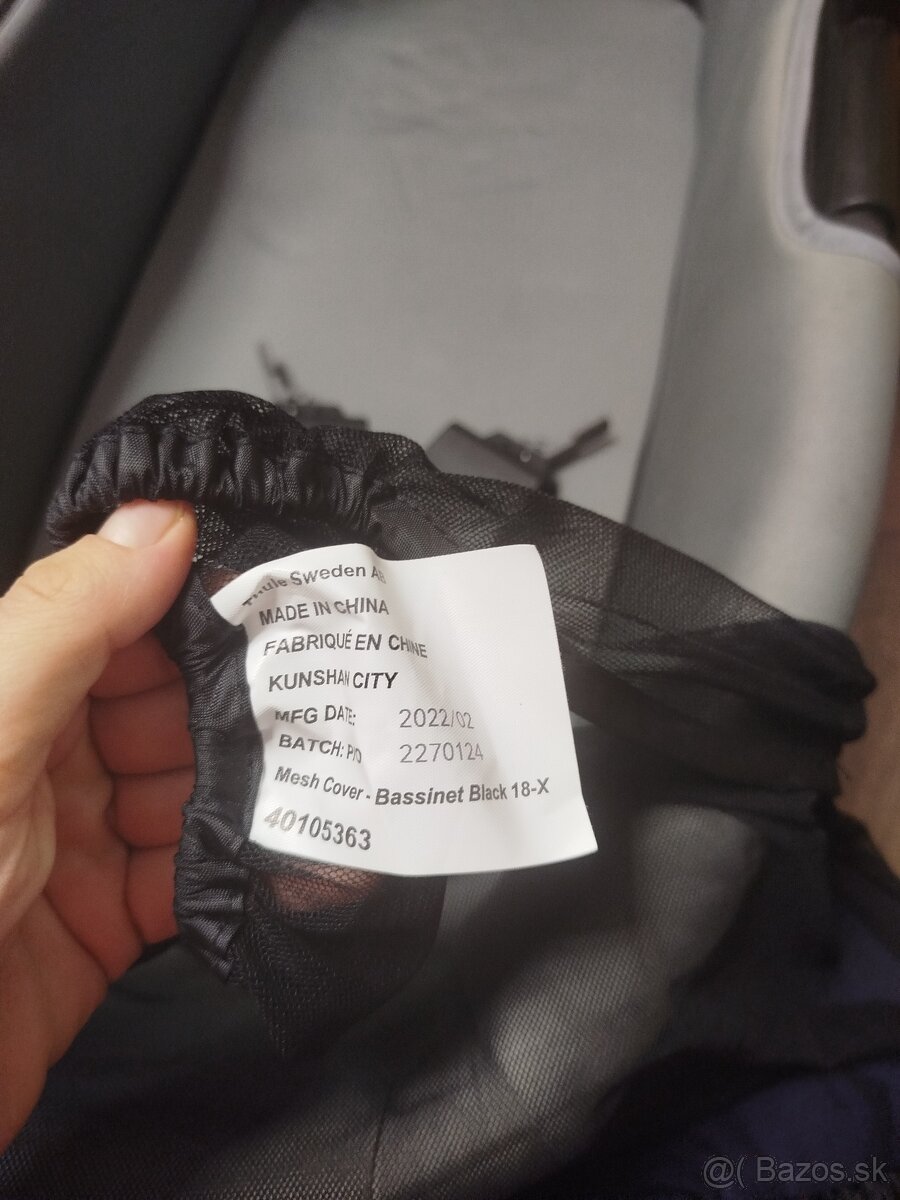 Thule Sweden AB
MADE IN CHINA
FABRIQUÉ EN CHINE
KUNSHAN CITY
MFG DATE: 2022/02
BATCH: P/O 2270124
Mesh Cover - Bassinet Black 18-X
40105363
@( Bazos.sk